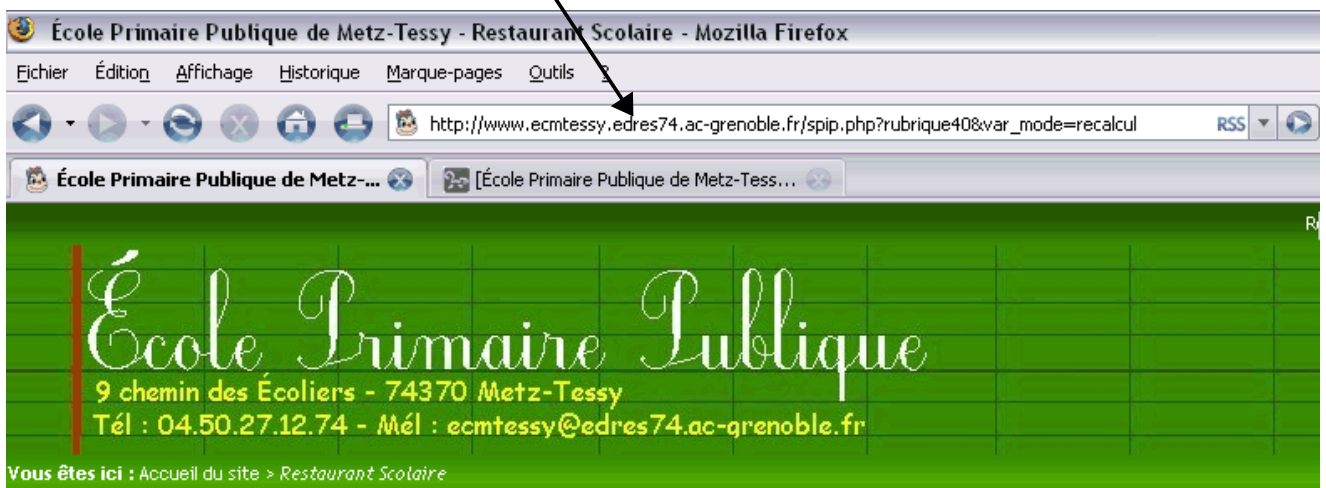 École Primaire Publique de Metz-Tessy - Restaurant Scolaire - Mozilla Firefox
Fichier Édition Affichage Historique Marque-pages Outils ?
http://www.ecmtessy.edres74.ac-grenoble.fr/spip.php?rubrique40&var_mode=recalcul RSS
École Primaire Publique de Metz-... [École Primaire Publique de Metz-Tess...
École Primaire Publique
9 chemin des Écoliers - 74370 Metz-Tessy
Tél : 04.50.27.12.74 - Mél : ecmtessy@edres74.ac-grenoble.fr
Vous êtes ici : Accueil du site > Restaurant Scolaire